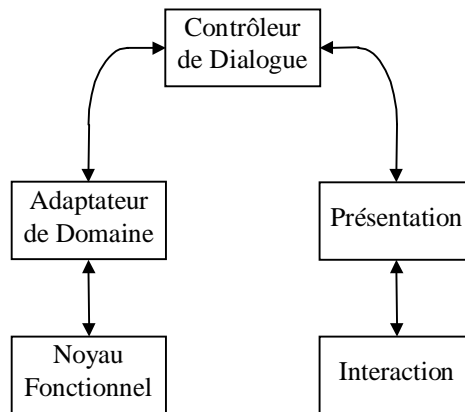 Contrôleur
de Dialogue
Adaptateur
de Domaine
Présentation
Noyau
Fonctionnel
Interaction